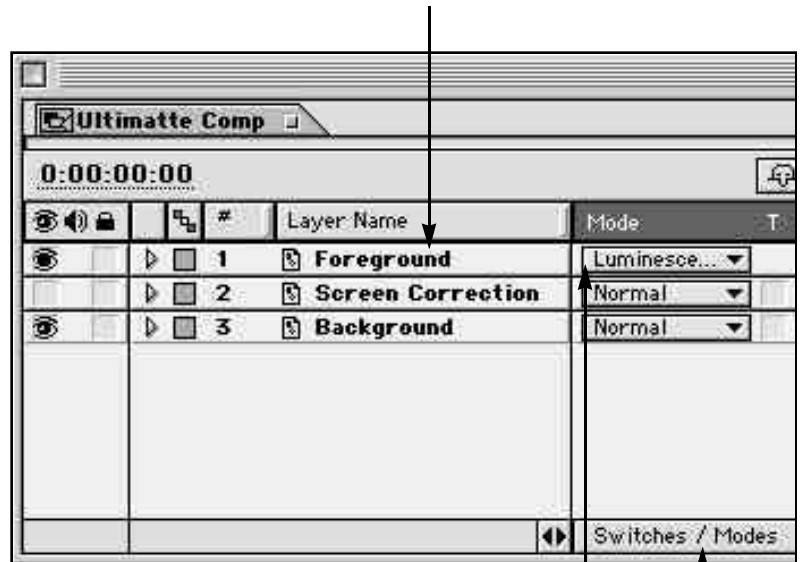 Ultimatte Comp
0:00:00:00
# Layer Name Mode T
1 Foreground Luminesce...
2 Screen Correction Normal
3 Background Normal
Switches / Modes